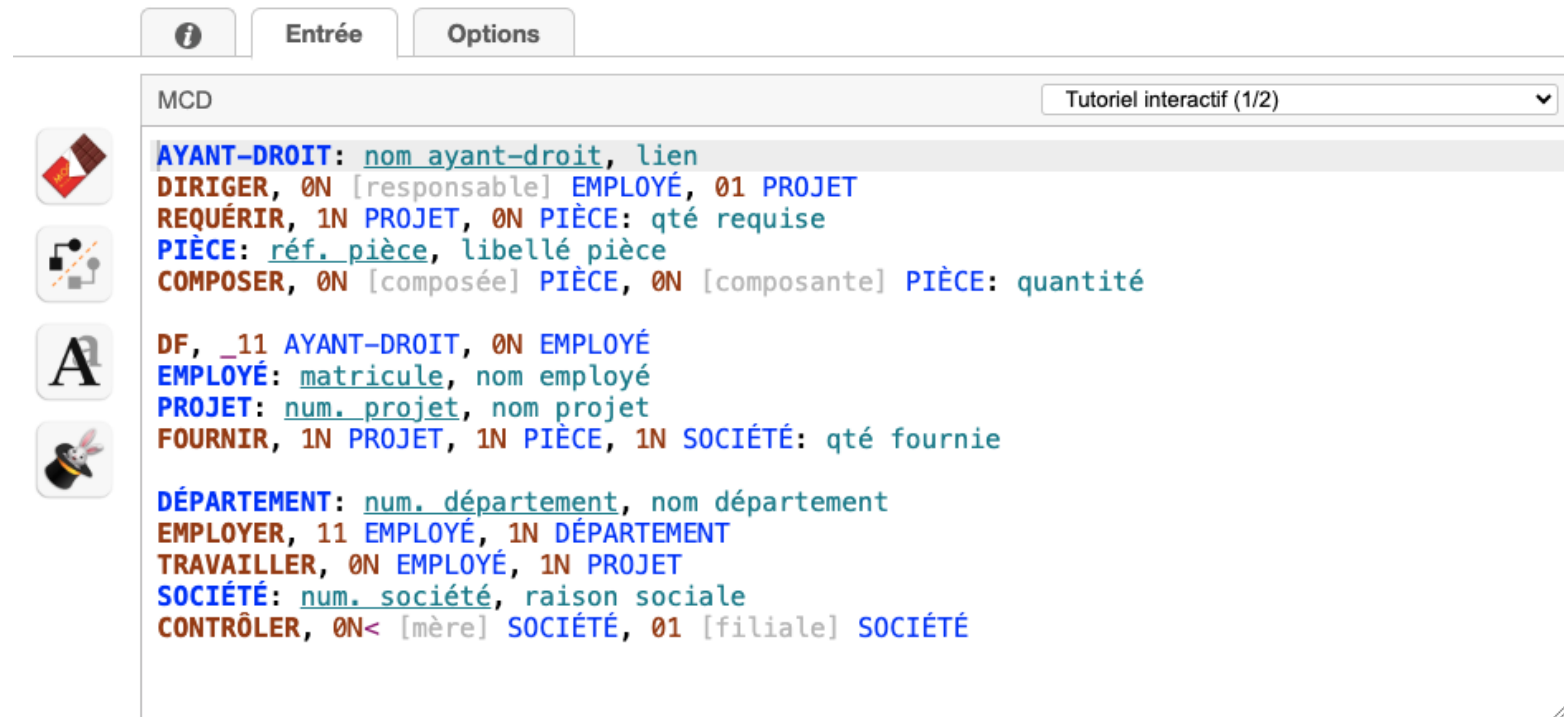 Entrée Options
MCD Tutoriel interactif (1/2)
AYANT-DROIT: nom ayant-droit, lien
DIRIGER, 0N [responsable] EMPLOYÉ, 01 PROJET
REQUÉRIR, 1N PROJET, 0N PIÈCE: qté requise
PIÈCE: réf. pièce, libellé pièce
COMPOSER, 0N [composée] PIÈCE, 0N [composante] PIÈCE: quantité
DF, _11 AYANT-DROIT, 0N EMPLOYÉ
EMPLOYÉ: matricule, nom employé
PROJET: num. projet, nom projet
FOURNIR, 1N PROJET, 1N PIÈCE, 1N SOCIÉTÉ: qté fournie
DÉPARTEMENT: num. département, nom département
EMPLOYER, 11 EMPLOYÉ, 1N DÉPARTEMENT
TRAVAILLER, 0N EMPLOYÉ, 1N PROJET
SOCIÉTÉ: num. société, raison sociale
CONTRÔLER, 0N< [mère] SOCIÉTÉ, 01 [filiale] SOCIÉTÉ